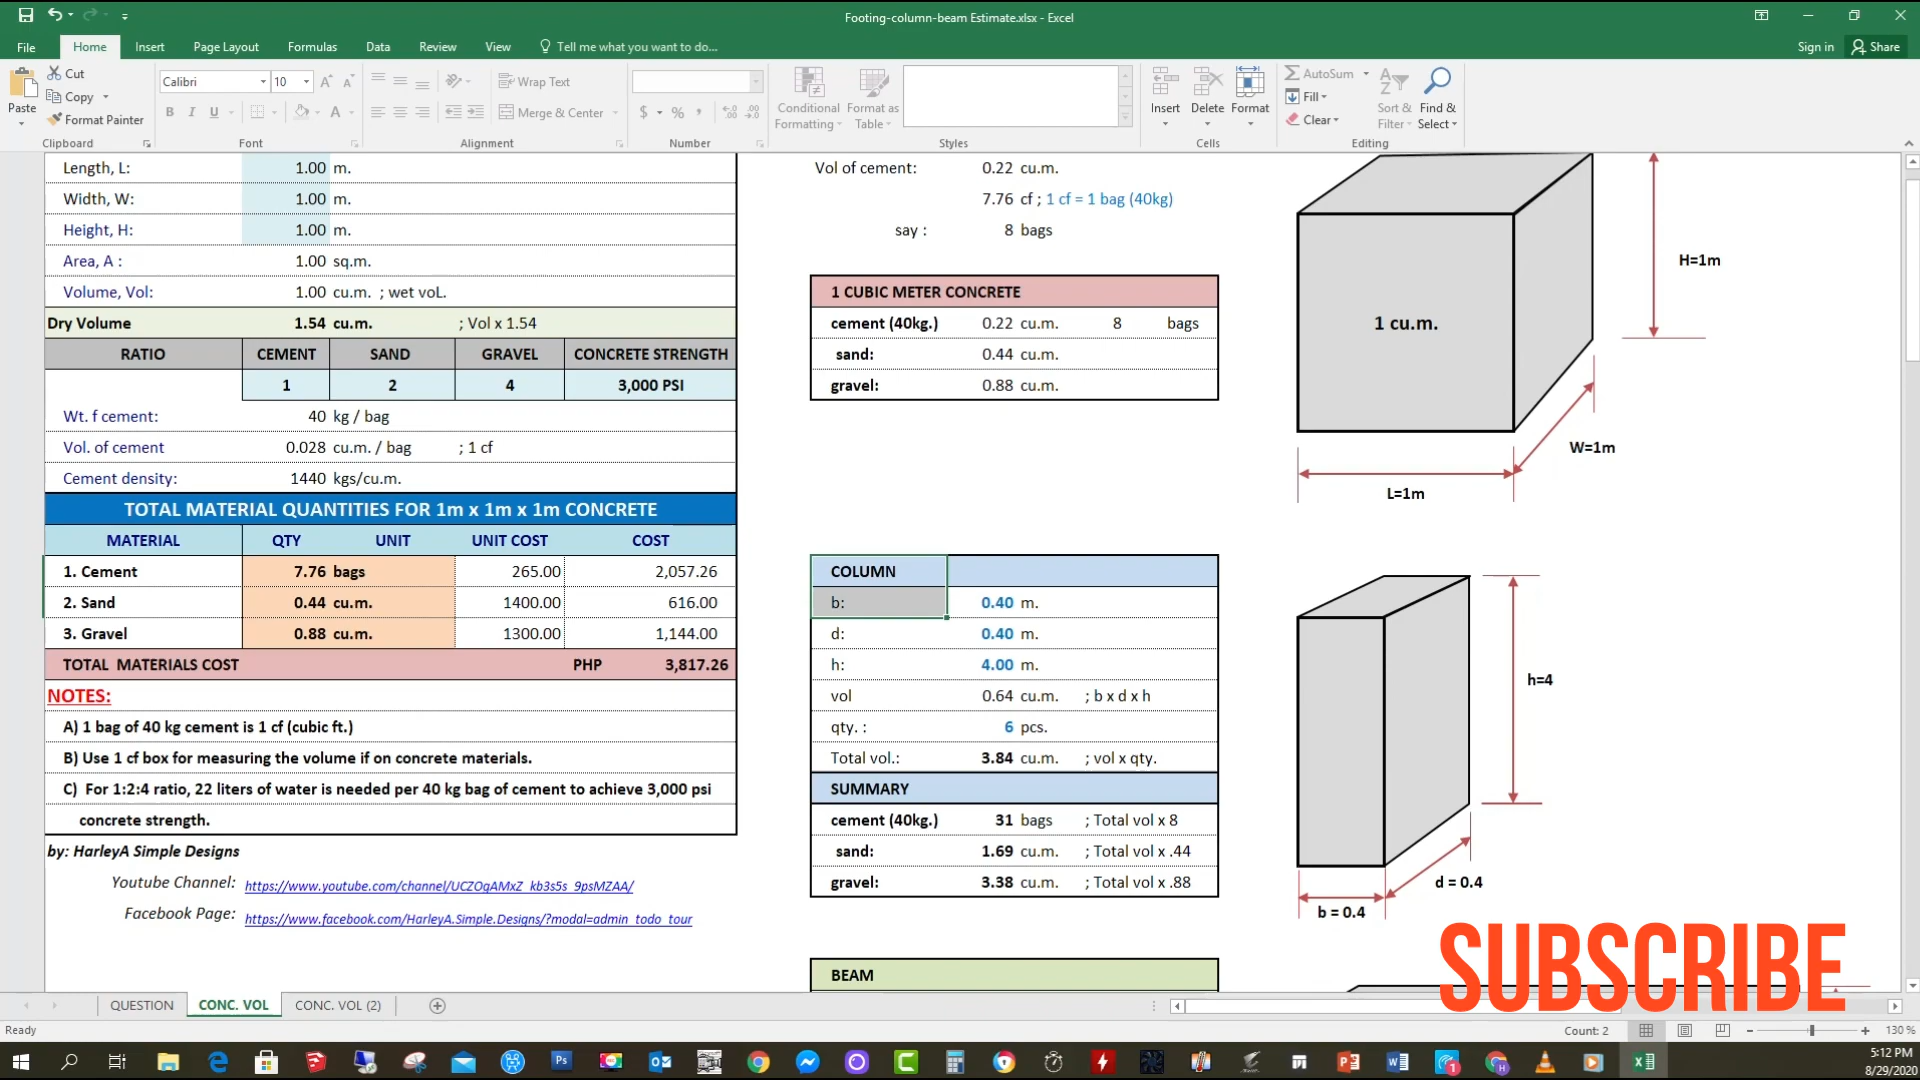 Footing-column-beam Estimate.xlsx - Excel
File Home Insert Page Layout Formulas Data Review View Tell me what you want to do... Sign in Share
Paste
Cut
Copy
Format Painter
Clipboard
Calibri 10
B I U
Font
Wrap Text
Merge & Center
Alignment
$ % ,
Number
Conditional Formatting
Format as Table
Styles
Insert Delete Format
Cells
AutoSum
Fill
Clear
Sort & Filter
Find & Select
Editing
Length, L: 1.00 m.
Width, W: 1.00 m.
Height, H: 1.00 m.
Area, A : 1.00 sq.m.
Volume, Vol: 1.00 cu.m. ; wet voL.
Dry Volume 1.54 cu.m. ; Vol x 1.54
RATIO CEMENT SAND GRAVEL CONCRETE STRENGTH
1 2 4 3,000 PSI
Wt. f cement: 40 kg / bag
Vol. of cement 0.028 cu.m. / bag ; 1 cf
Cement density: 1440 kgs/cu.m.
TOTAL MATERIAL QUANTITIES FOR 1m x 1m x 1m CONCRETE
MATERIAL QTY UNIT UNIT COST COST
1. Cement 7.76 bags 265.00 2,057.26
2. Sand 0.44 cu.m. 1400.00 616.00
3. Gravel 0.88 cu.m. 1300.00 1,144.00
TOTAL MATERIALS COST PHP 3,817.26
NOTES:
A) 1 bag of 40 kg cement is 1 cf (cubic ft.)
B) Use 1 cf box for measuring the volume if on concrete materials.
C) For 1:2:4 ratio, 22 liters of water is needed per 40 kg bag of cement to achieve 3,000 psi
concrete strength.
by: HarleyA Simple Designs
Youtube Channel: https://www.youtube.com/channel/UCZOgAMxZ_kb3s5s_9psMZAA/
Facebook Page: https://www.facebook.com/HarleyA.Simple.Designs/?modal=admin_todo_tour
Vol of cement: 0.22 cu.m.
7.76 cf ; 1 cf = 1 bag (40kg)
say : 8 bags
1 CUBIC METER CONCRETE
cement (40kg.) 0.22 cu.m. 8 bags
sand: 0.44 cu.m.
gravel: 0.88 cu.m.
COLUMN
b: 0.40 m.
d: 0.40 m.
h: 4.00 m.
vol 0.64 cu.m. ; b x d x h
qty. : 6 pcs.
Total vol.: 3.84 cu.m. ; vol x qty.
SUMMARY
cement (40kg.) 31 bags ; Total vol x 8
sand: 1.69 cu.m. ; Total vol x .44
gravel: 3.38 cu.m. ; Total vol x .88
BEAM
1 cu.m.
H=1m
W=1m
L=1m
h=4
d = 0.4
b = 0.4
SUBSCRIBE
QUESTION CONC. VOL CONC. VOL (2)
Ready Count: 2 130 %
5:12 PM
8/29/2020